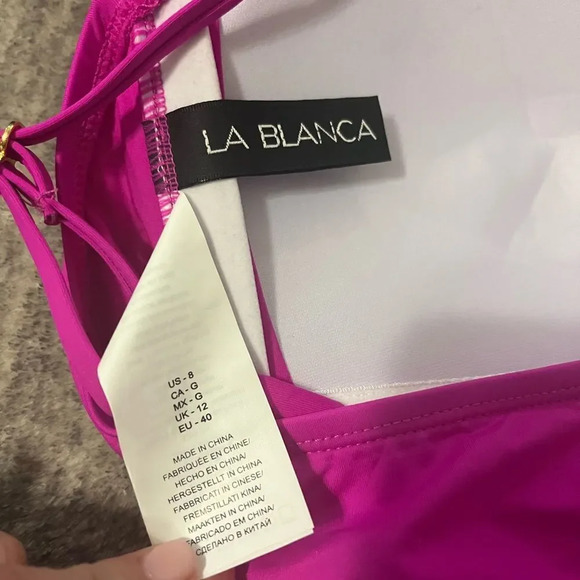 LA BLANCA
US - 8
CA - G
MX - G
UK - 12
EU - 40
MADE IN CHINA
FABRIQUÉE EN CHINE/
HECHO EN CHINA/
HERGESTELLT IN CHINA/
FABBRICATI IN CINESE/
FREMSTILLATI KINA/
MAAKTEN IN CHINA/
FABRICADO EM CHINA/
СДЕЛАНО В КИТАЙ